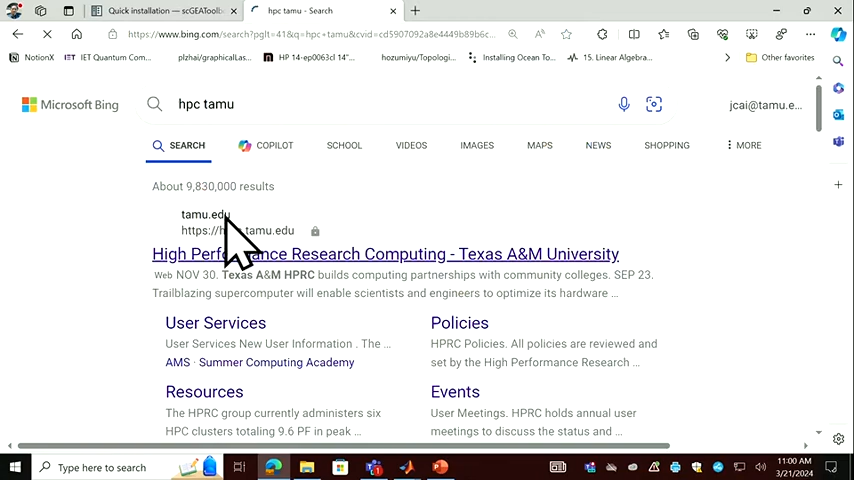 Quick installation — scGEAToolb
hpc tamu - Search
https://www.bing.com/search?pglt=41&q=hpc+tamu&cvid=cd5907092a8e4449b89b6c...
NotionX
IET Quantum Com...
plzhai/graphicalLas...
HP 14-ep0063cl 14"...
hozumiyu/Topologi...
Installing Ocean To...
15. Linear Algebra...
Other favorites
Microsoft Bing
hpc tamu
jcai@tamu.e...
SEARCH
COPILOT
SCHOOL
VIDEOS
IMAGES
MAPS
NEWS
SHOPPING
MORE
About 9,830,000 results
tamu.edu
tamu.edu
High Performance Research Computing - Texas A&M University
Web NOV 30. Texas A&M HPRC builds computing partnerships with community colleges. SEP 23.
Trailblazing supercomputer will enable scientists and engineers to optimize its hardware ...
User Services
User Services New User Information . The ...
AMS · Summer Computing Academy
Policies
HPRC Policies. All policies are reviewed and
set by the High Performance Research ...
Resources
The HPRC group currently administers six
HPC clusters totaling 9.6 PF in peak ...
Events
User Meetings. HPRC holds annual user
meetings to discuss the status and ...
Type here to search
11:00 AM
3/21/2024